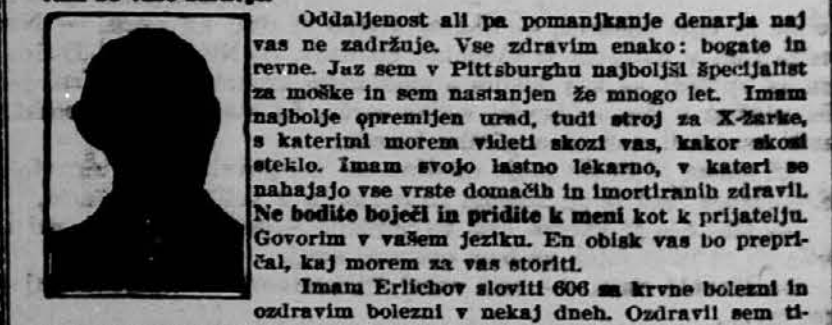 Oddaljenost ali pa pomanjkanje denarja naj
vas ne zadržuje. Vse zdravim enako: bogate in
revne. Jaz sem v Pittsburghu najboljši špecijalist
za moške in sem nastanjen že mnogo let. Imam
najbolje opremljen urad, tudi stroj za X-žarke,
s katerimi morem videti skozi vas, kakor skozi
steklo. Imam svojo lastno lekarno, v kateri se
nahajajo vse vrste domačih in imortiranih zdravil.
Ne bodite boječi in pridite k meni kot k prijatelju.
Govorim v vašem jeziku. En obisk vas bo prepri-
čal, kaj morem za vas storiti.
Imam Erlichov sloviti 606 za krvne bolezni in
ozdravim bolezni v nekaj dneh. Ozdravil sem ti-